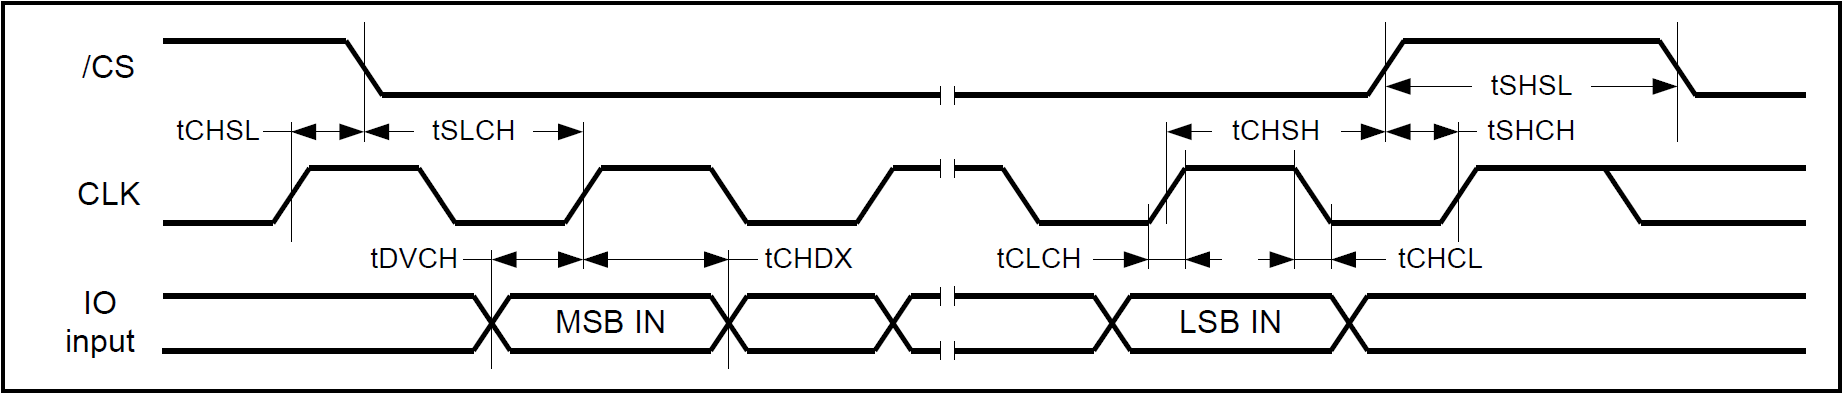 /CS
tSHSL
tCHSL
tSLCH
tCHSH
tSHCH
CLK
tDVCH
tCHDX
tCLCH
tCHCL
IO
input
MSB IN
LSB IN